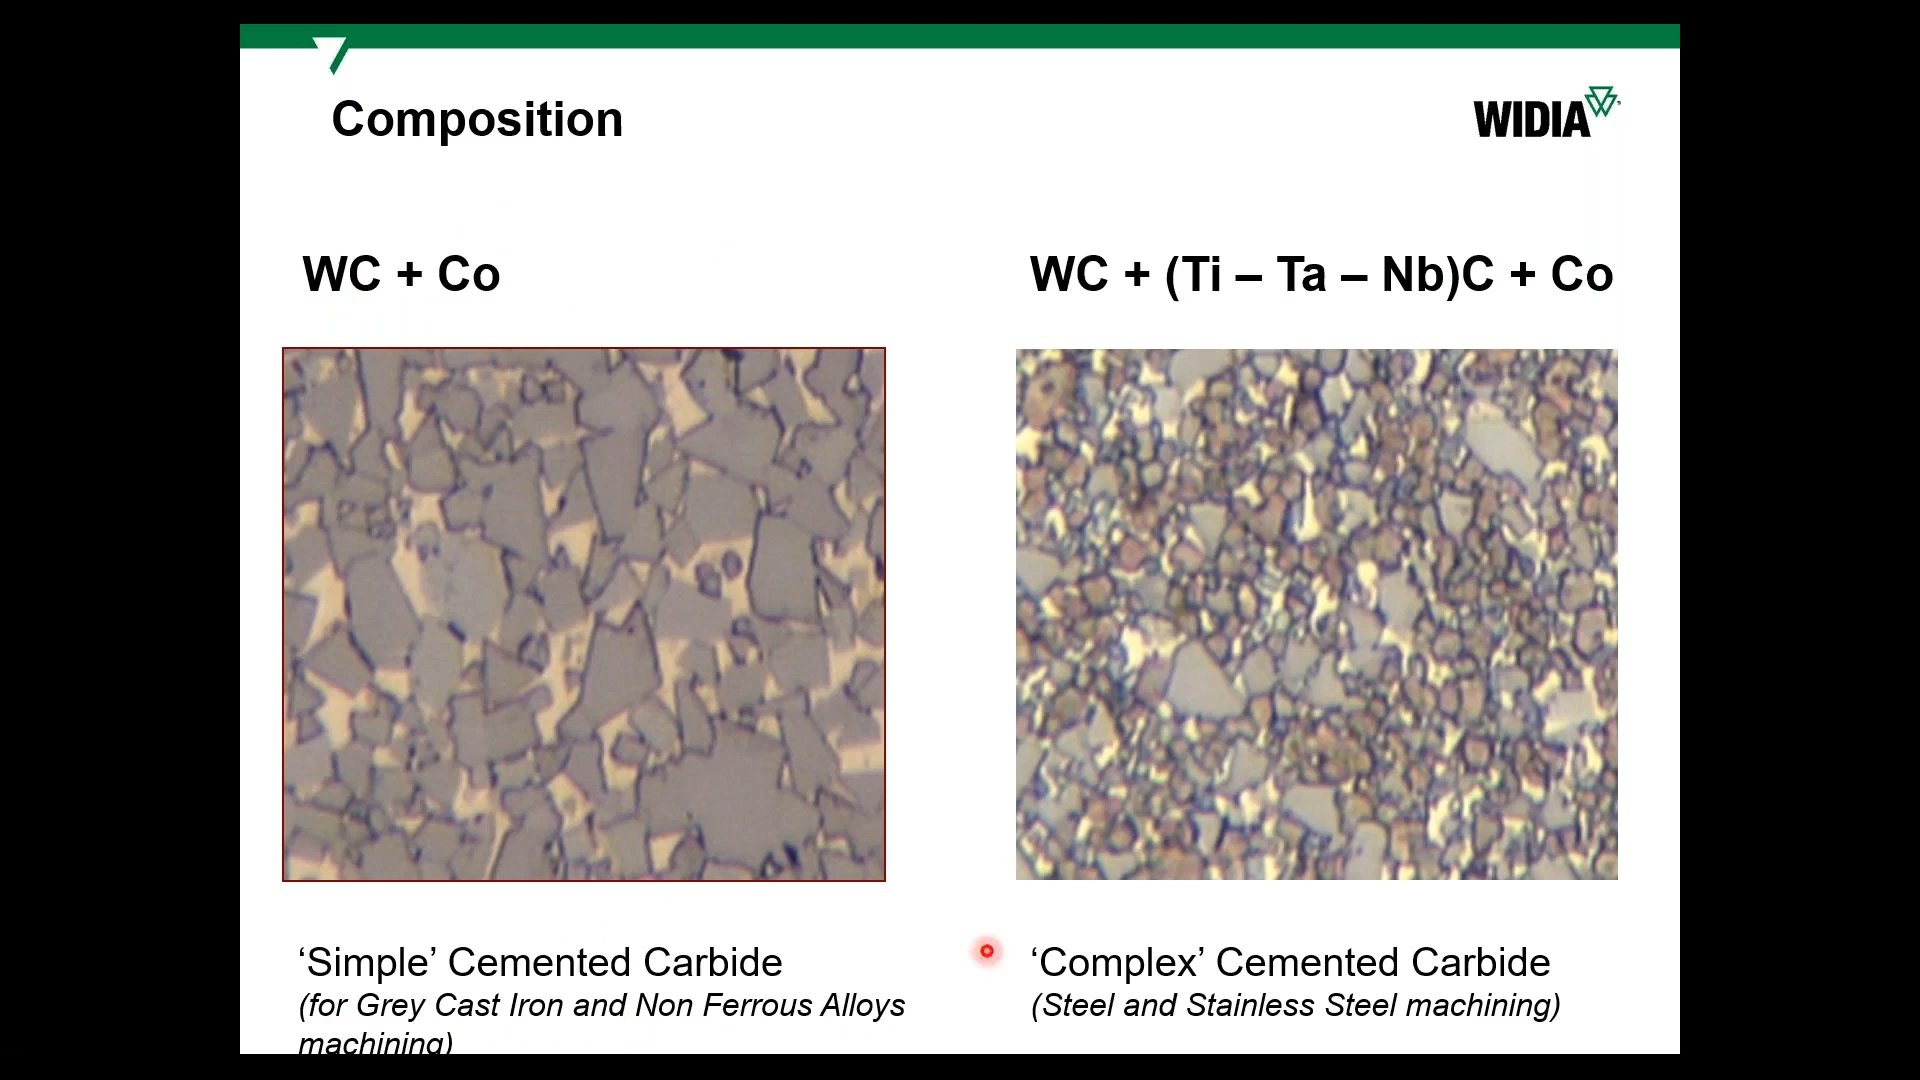 Composition
WIDIA
WC + Co
WC + (Ti – Ta – Nb)C + Co
‘Simple’ Cemented Carbide
(for Grey Cast Iron and Non Ferrous Alloys
machining)
‘Complex’ Cemented Carbide
(Steel and Stainless Steel machining)